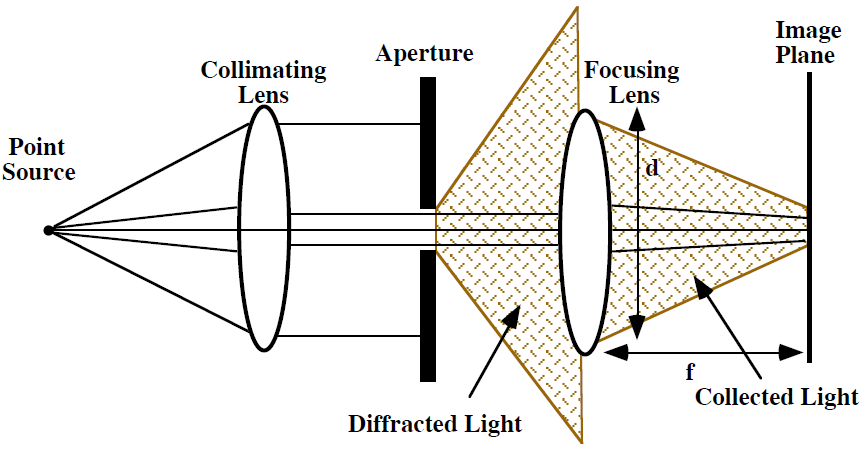 Point
Source
Collimating
Lens
Aperture
Focusing
Lens
Image
Plane
d
f
Diffracted Light
Collected Light